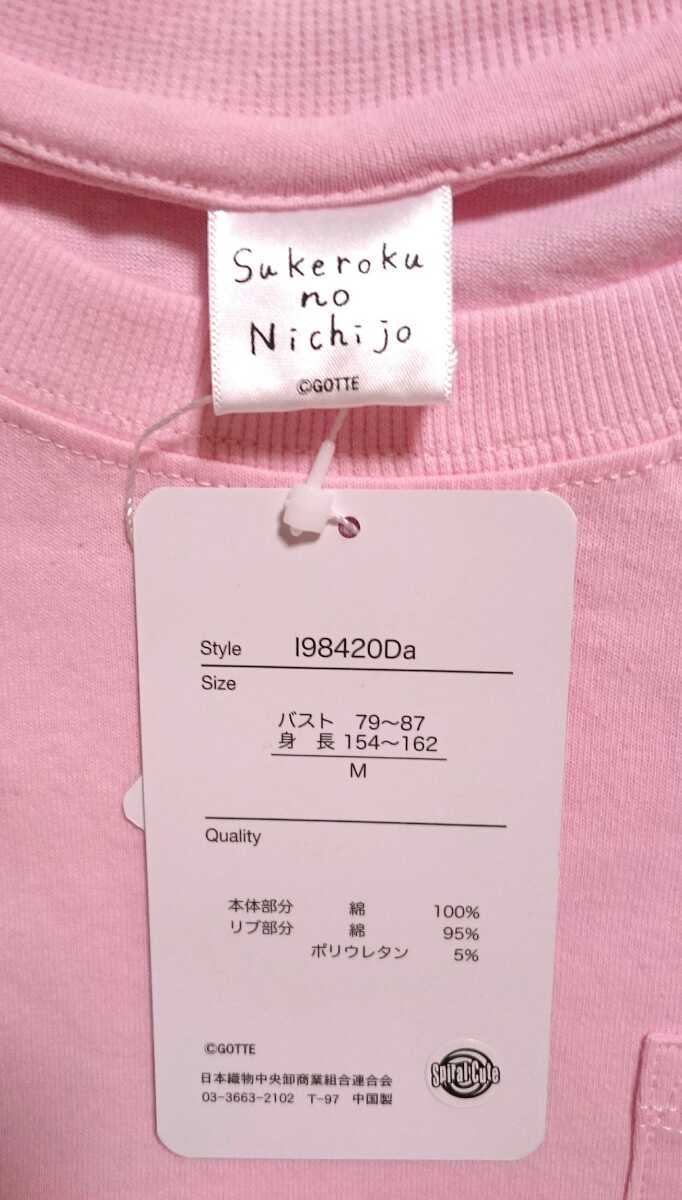 Sukeroku
no
Nichijo
©GOTTE
Style I98420Da
Size
バスト 79～87
身 長 154～162
M
Quality
本体部分 綿 100%
リブ部分 綿 95%
ポリウレタン 5%
©GOTTE
日本織物中央卸商業組合連合会
03-3663-2102 T-97 中国製
Spiral Cute